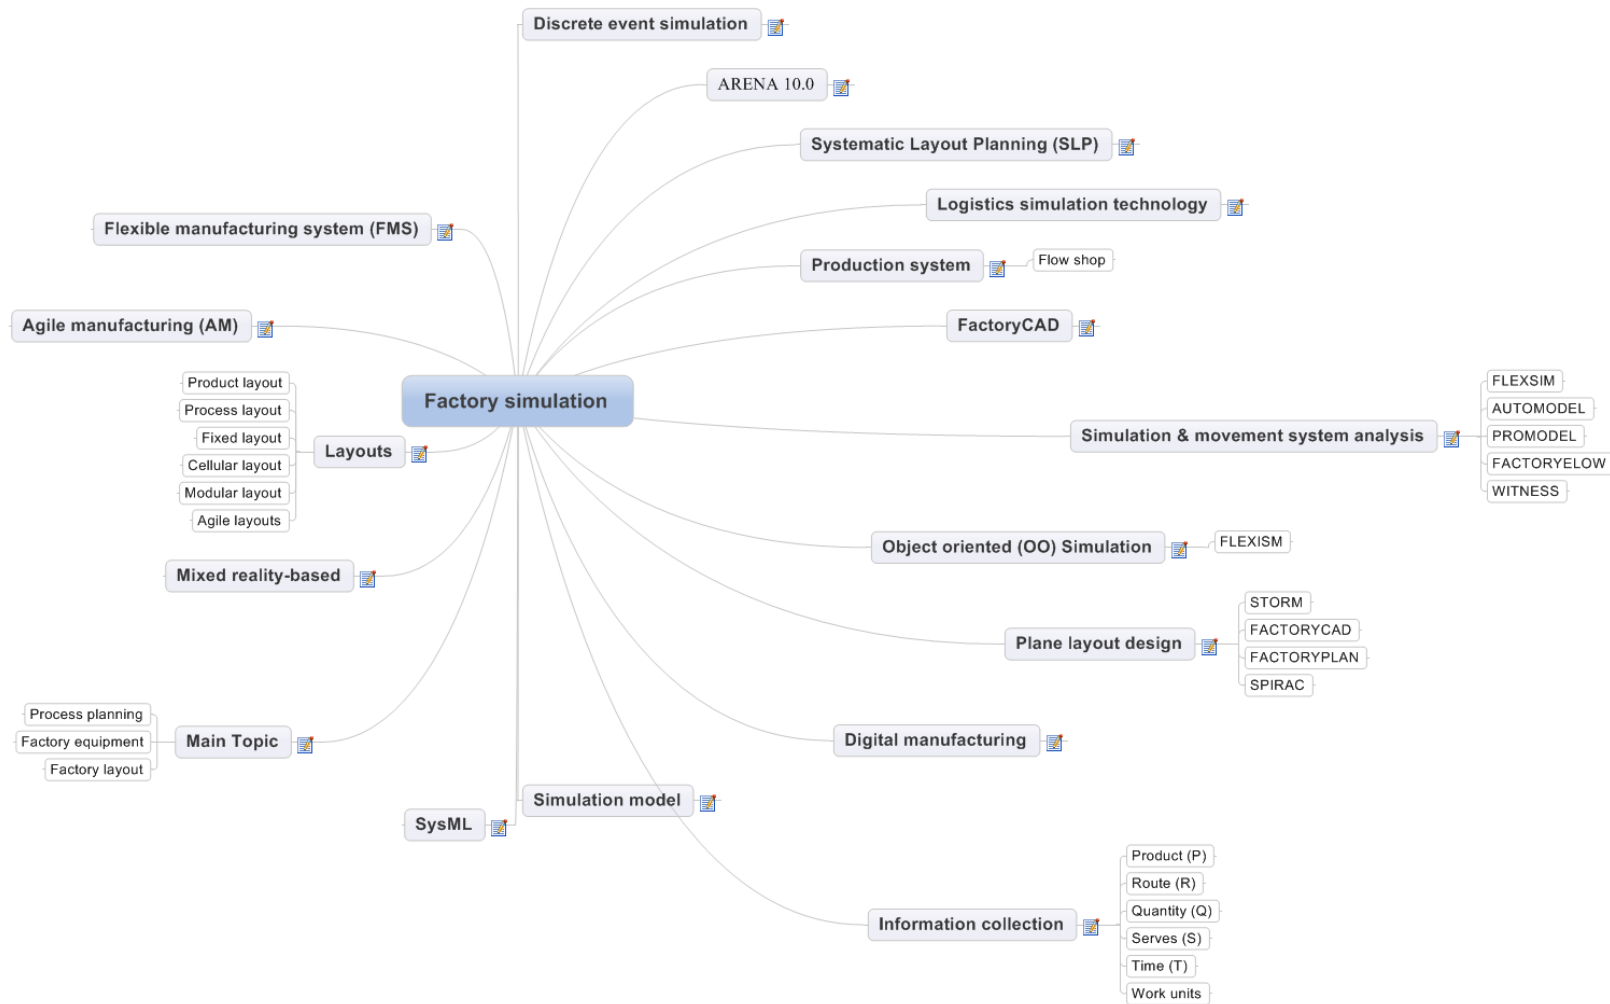 Discrete event simulation
ARENA 10.0
Systematic Layout Planning (SLP)
Logistics simulation technology
Flexible manufacturing system (FMS)
Production system
Flow shop
Agile manufacturing (AM)
FactoryCAD
Factory simulation
Product layout
Process layout
Fixed layout
Cellular layout
Modular layout
Agile layouts
Layouts
Simulation & movement system analysis
FLEXSIM
AUTOMODEL
PROMODEL
FACTORYELOW
WITNESS
Object oriented (OO) Simulation
FLEXISM
Mixed reality-based
Plane layout design
STORM
FACTORYCAD
FACTORYPLAN
SPIRAC
Process planning
Factory equipment
Factory layout
Main Topic
Digital manufacturing
Simulation model
SysML
Information collection
Product (P)
Route (R)
Quantity (Q)
Serves (S)
Time (T)
Work units